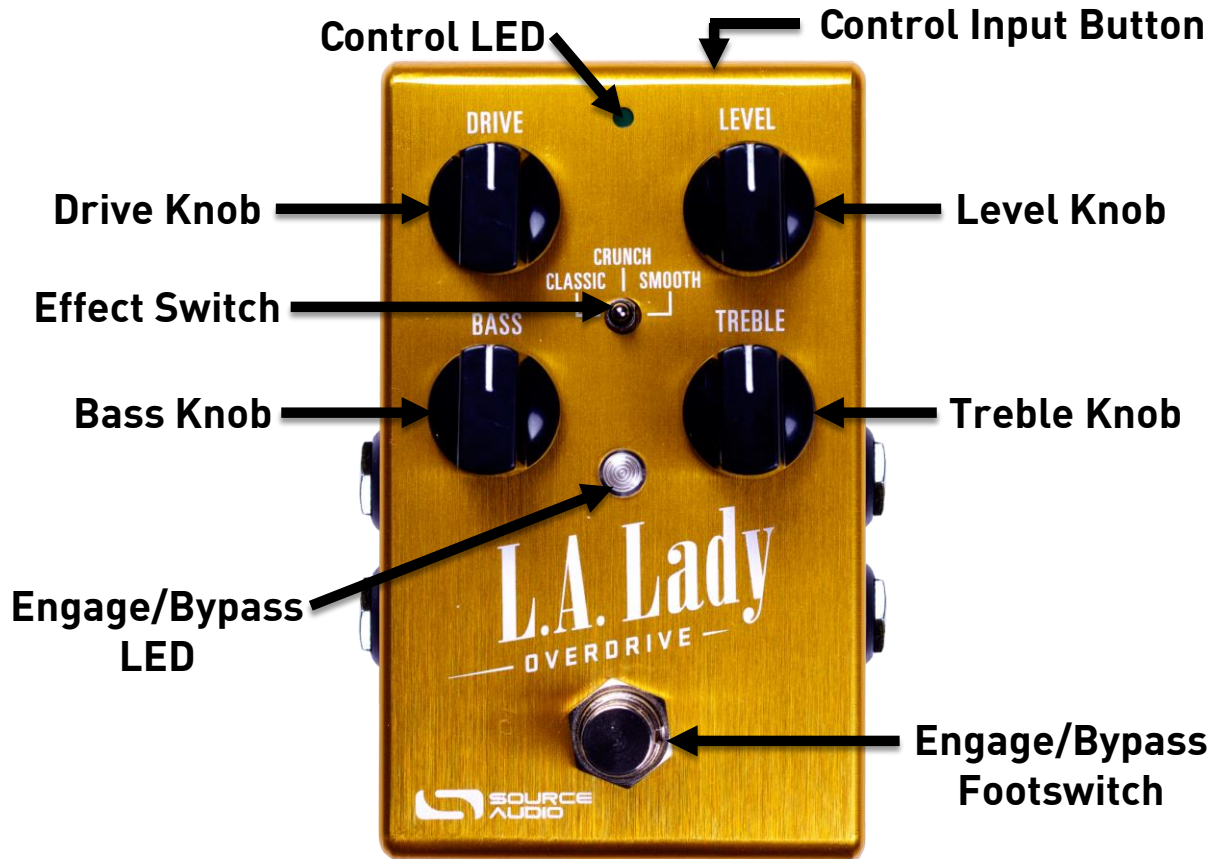 Control LED
Control Input Button
DRIVE
LEVEL
Drive Knob
Level Knob
CRUNCH
CLASSIC | SMOOTH
Effect Switch
BASS
TREBLE
Bass Knob
Treble Knob
L.A. Lady
OVERDRIVE
Engage/Bypass
LED
Engage/Bypass
Footswitch
SOURCE
AUDIO